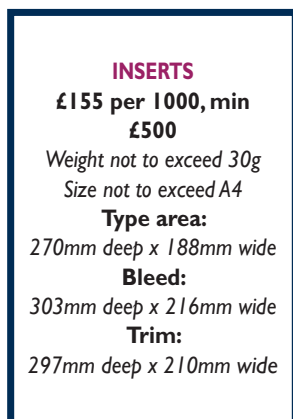 INSERTS
£155 per 1000, min
£500
Weight not to exceed 30g
Size not to exceed A4
Type area:
270mm deep x 188mm wide
Bleed:
303mm deep x 216mm wide
Trim:
297mm deep x 210mm wide